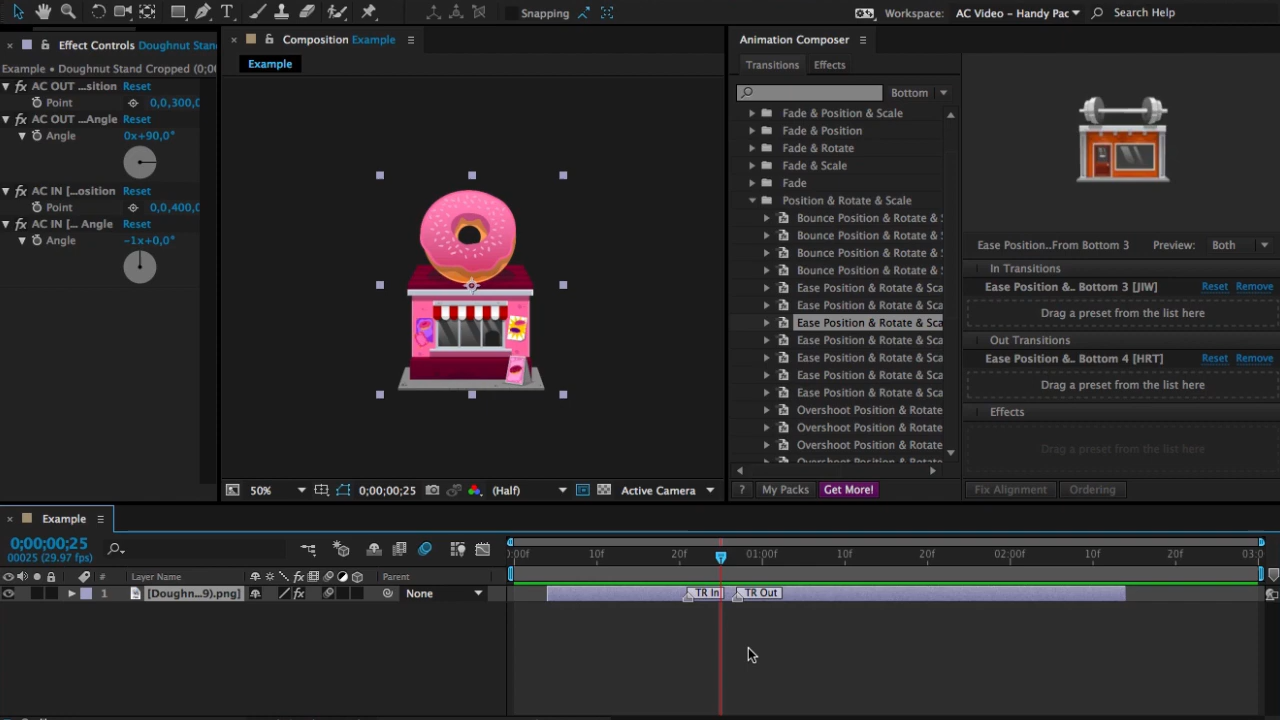 Snapping
Workspace: AC Video - Handy Pac
Search Help
Effect Controls Doughnut Stand
Example • Doughnut Stand Cropped (0;00
AC OUT ...sition Reset
Point 0,0,300,0
AC OUT ...Angle Reset
Angle 0x+90,0°
AC IN [...osition Reset
Point 0,0,400,0
AC IN [... Angle Reset
Angle -1x+0,0°
Composition Example
Example
50% 0;00;00;25 (Half) Active Camera
Animation Composer
Transitions Effects
Bottom
Fade & Position & Scale
Fade & Position
Fade & Rotate
Fade & Scale
Fade
Position & Rotate & Scale
Bounce Position & Rotate & S
Bounce Position & Rotate & S
Bounce Position & Rotate & S
Bounce Position & Rotate & S
Ease Position & Rotate & Sca
Ease Position & Rotate & Sca
Ease Position & Rotate & Sca
Ease Position & Rotate & Sca
Ease Position & Rotate & Sca
Ease Position & Rotate & Sca
Ease Position & Rotate & Sca
Overshoot Position & Rotate
Overshoot Position & Rotate
Overshoot Position & Rotate
? My Packs Get More!
Ease Position..From Bottom 3 Preview: Both
In Transitions
Ease Position &.. Bottom 3 [JIW] Reset Remove
Drag a preset from the list here
Out Transitions
Ease Position &.. Bottom 4 [HRT] Reset Remove
Drag a preset from the list here
Effects
Drag a preset from the list here
Fix Alignment Ordering
Example
0;00;00;25
00025 (29.97 fps)
:00f 10f 20f 01:00f 10f 20f 02:00f 10f 20f 03:0
# Layer Name Parent
1 [Doughn...9).png] None
TR In TR Out